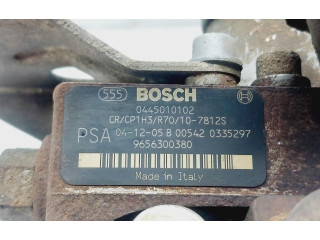 555 BOSCH
0445010102
CR/CP1H3/R70/10-7812S
PSA 04-12-05 B 00542 0335297
9656300380
Made in Italy